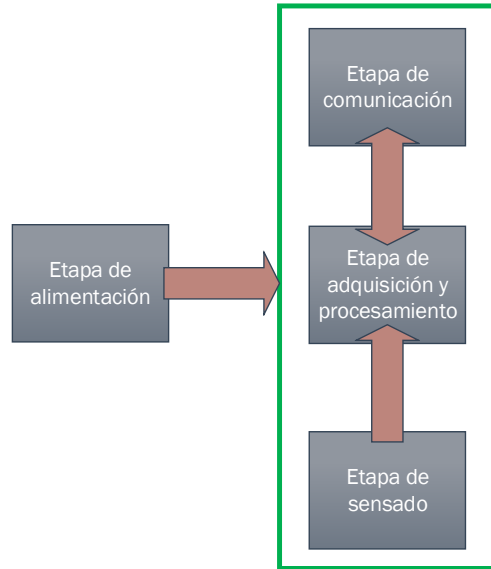 Etapa de
comunicación
Etapa de
alimentación
Etapa de
adquisición y
procesamiento
Etapa de
sensado